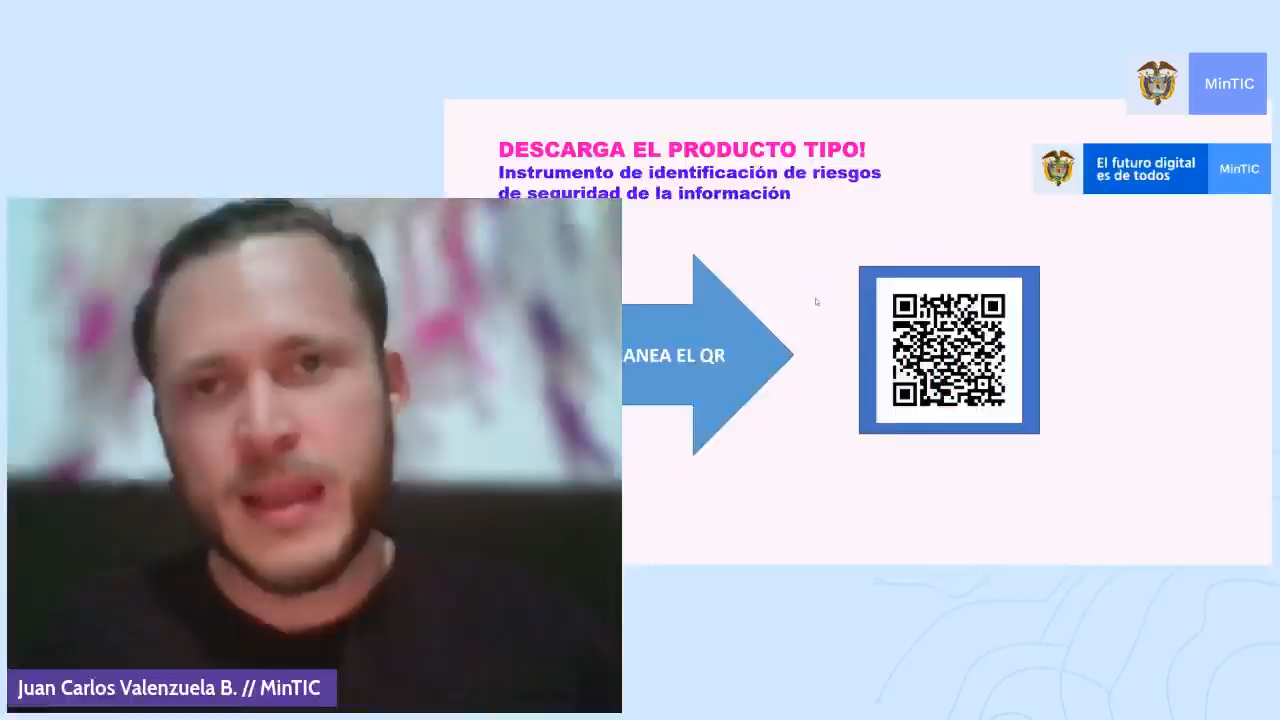 MinTIC
DESCARGA EL PRODUCTO TIPO!
Instrumento de identificación de riesgos
de seguridad de la información
El futuro digital
es de todos
MinTIC
ANEA EL QR
Juan Carlos Valenzuela B. // MinTIC